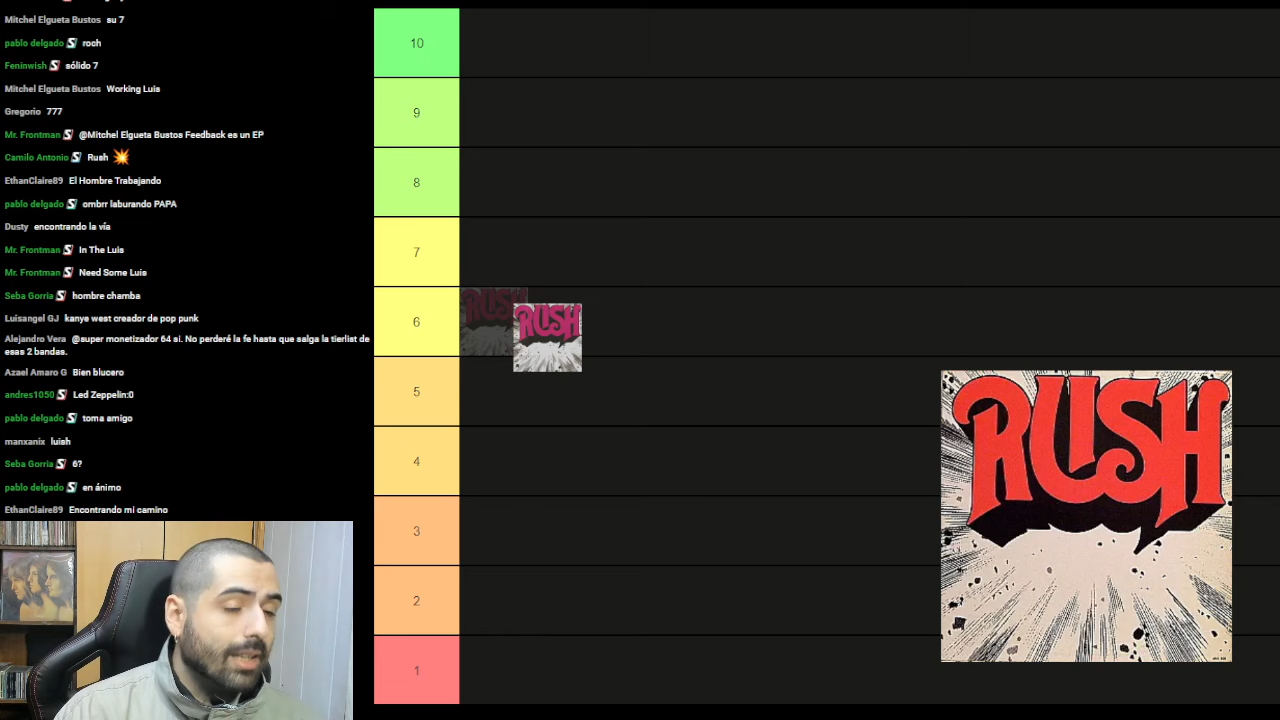 Mitchel Elgueta Bustos su 7
pablo delgado S roch
Feninwish S sólido 7
Mitchel Elgueta Bustos Working Luis
Gregorio 777
Mr. Frontman S @Mitchel Elgueta Bustos Feedback es un EP
Camilo Antonio S Rush 💥
EthanClaire89 El Hombre Trabajando
pablo delgado S ombrr laburando PAPA
Dusty encontrando la vía
Mr. Frontman S In The Luis
Mr. Frontman S Need Some Luis
Seba Gorria S hombre chamba
Luisangel GJ kanye west creador de pop punk
Alejandro Vera @super monetizador 64 si. No perderé la fe hasta que salga la tierlist de
esas 2 bandas.
Azael Amaro G Bien blucero
andres1050 S Led Zeppelin:0
pablo delgado S toma amigo
manxanix luish
Seba Gorria S 6?
pablo delgado S en ánimo
EthanClaire89 Encontrando mi camino
10
9
8
7
6
RUSH
RUSH
5
4
3
2
1
RUSH